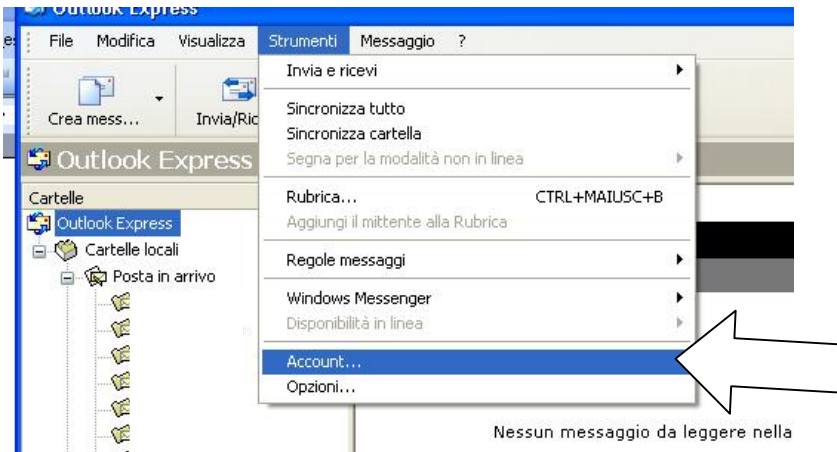 Outlook Express
File Modifica Visualizza Strumenti Messaggio ?
Crea mess... Invia/Ric
Invia e ricevi
Sincronizza tutto
Sincronizza cartella
Segna per la modalità non in linea
Rubrica... CTRL+MAIUSC+B
Aggiungi il mittente alla Rubrica
Regole messaggi
Windows Messenger
Disponibilità in linea
Account...
Opzioni...
Outlook Express
Cartelle
Outlook Express
Cartelle locali
Posta in arrivo
Nessun messaggio da leggere nella